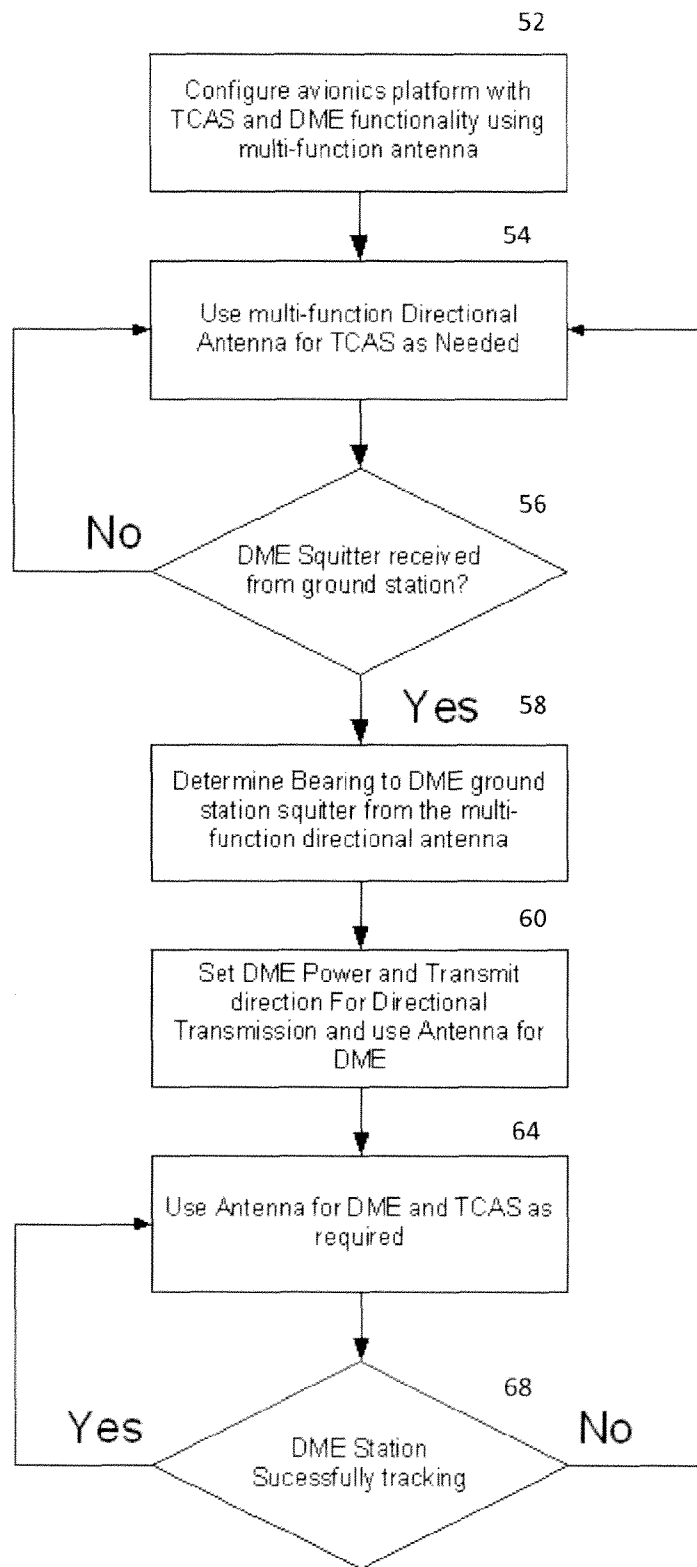 52
Configure avionics platform with
TCAS and DME functionality using
multi-function antenna
54
Use multi-function Directional
Antenna for TCAS as Needed
56
No
DME Squitter received
from ground station?
Yes
58
Determine Bearing to DME ground
station squitter from the multi-
function directional antenna
60
Set DME Power and Transmit
direction For Directional
Transmission and use Antenna for
DME
64
Use Antenna for DME and TCAS as
required
68
Yes
No
DME Station
Sucessfully tracking